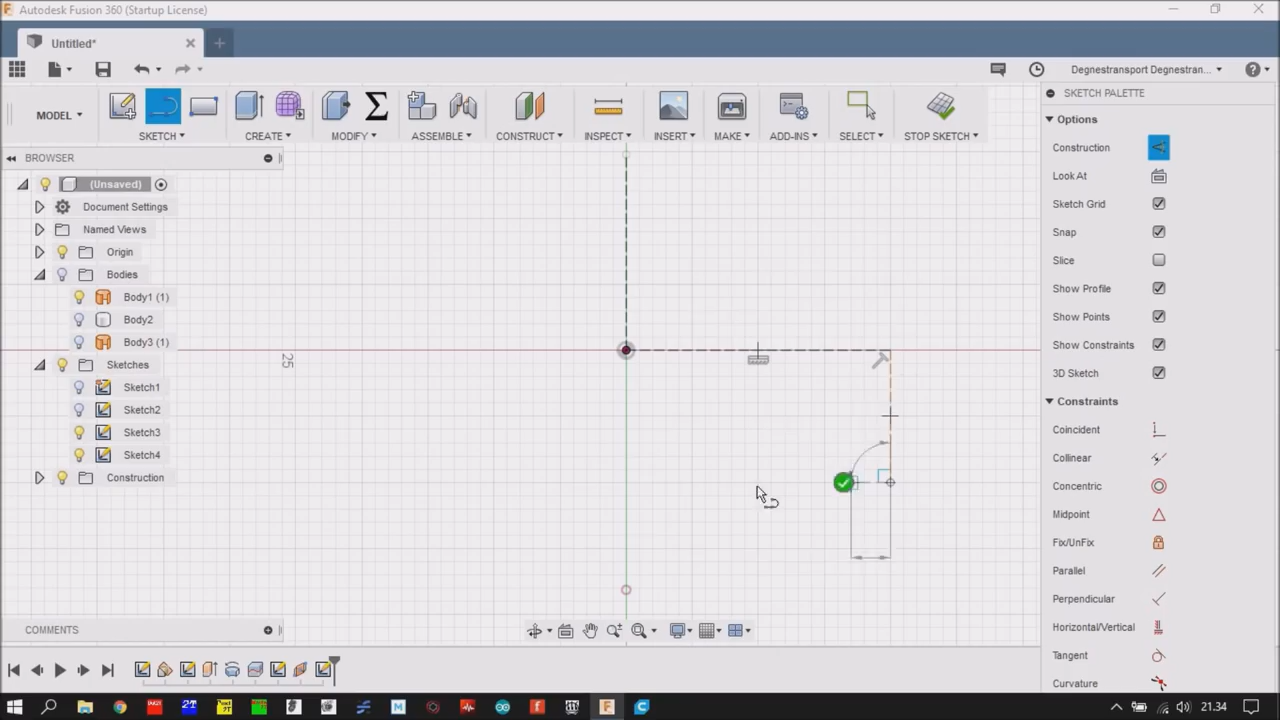 Autodesk Fusion 360 (Startup License)
Untitled*
Degnestransport Degnestran...
MODEL
SKETCH
CREATE
MODIFY
ASSEMBLE
CONSTRUCT
INSPECT
INSERT
MAKE
ADD-INS
SELECT
STOP SKETCH
SKETCH PALETTE
Options
Construction
Look At
Sketch Grid
Snap
Slice
Show Profile
Show Points
Show Constraints
3D Sketch
Constraints
Coincident
Collinear
Concentric
Midpoint
Fix/UnFix
Parallel
Perpendicular
Horizontal/Vertical
Tangent
Curvature
BROWSER
(Unsaved)
Document Settings
Named Views
Origin
Bodies
Body1 (1)
Body2
Body3 (1)
Sketches
Sketch1
Sketch2
Sketch3
Sketch4
Construction
25
COMMENTS
21.34